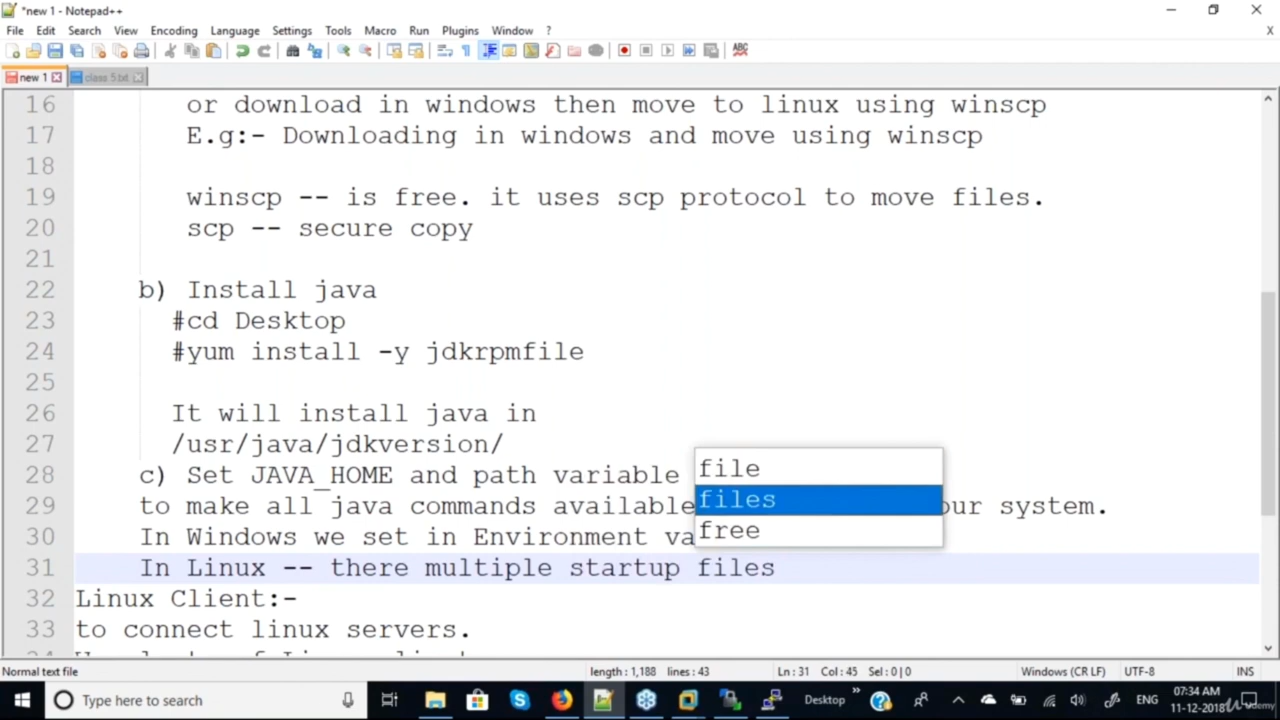 *new 1 - Notepad++
File Edit Search View Encoding Language Settings Tools Macro Run Plugins Window ?
X
new 1 class 5.txt
16 or download in windows then move to linux using winscp
17 E.g:- Downloading in windows and move using winscp
18
19 winscp -- is free. it uses scp protocol to move files.
20 scp -- secure copy
21
22 b) Install java
23 #cd Desktop
24 #yum install -y jdkrpmfile
25
26 It will install java in
27 /usr/java/jdkversion/
28 c) Set JAVA_HOME and path variable
file
files
free
29 to make all java commands available our system.
30 In Windows we set in Environment va
31 In Linux -- there multiple startup files
32 Linux Client:-
33 to connect linux servers.
Normal text file length : 1,188 lines : 43 Ln : 31 Col : 45 Sel : 0 | 0 Windows (CR LF) UTF-8 INS
Type here to search Desktop ENG 07:34 AM
11-12-2018
Udemy